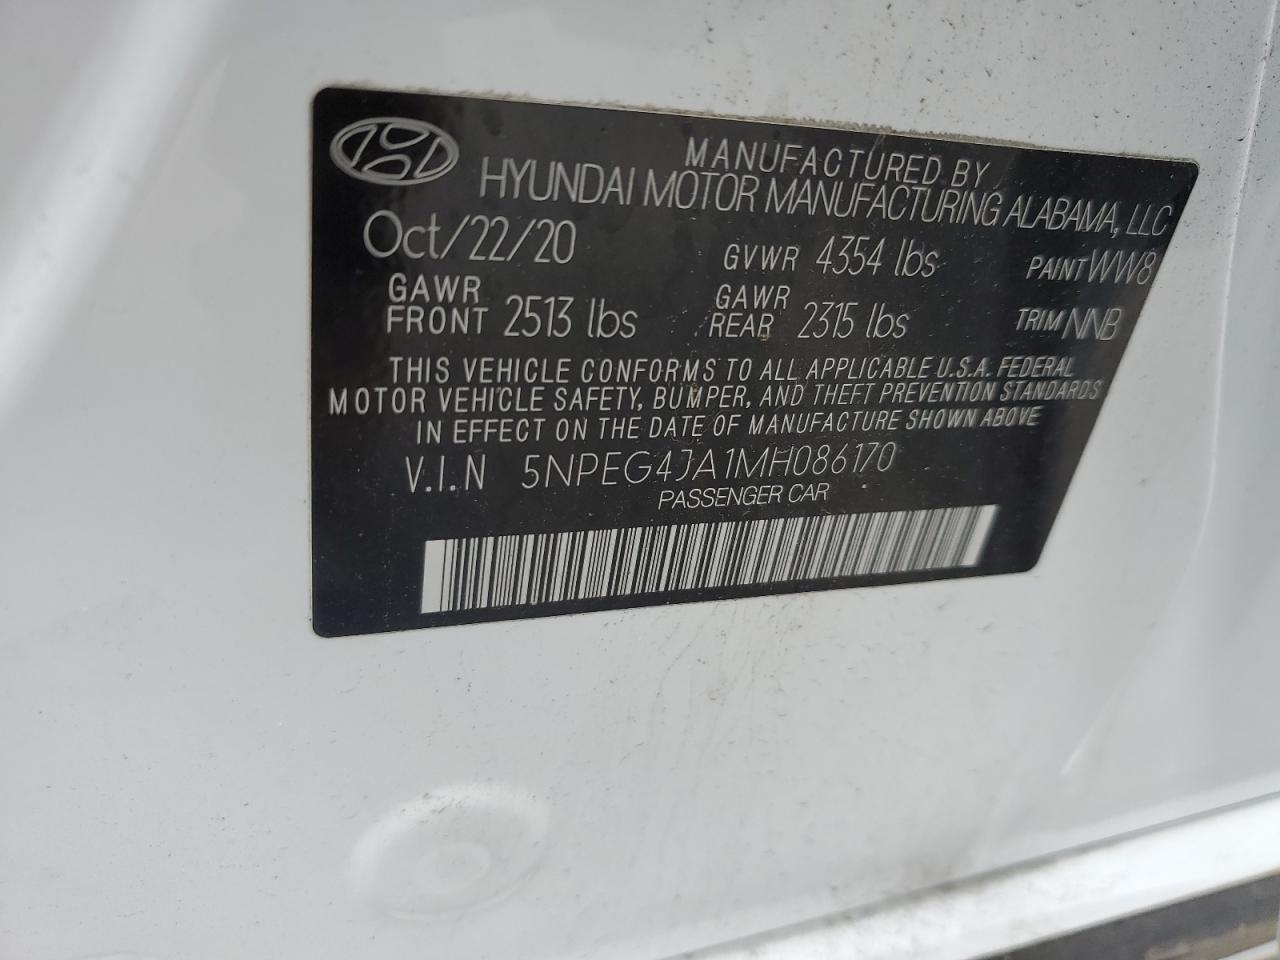 MANUFACTURED BY
HYUNDAI MOTOR MANUFACTURING ALABAMA, LLC
Oct/22/20 GVWR 4354 lbs PAINT WW8
GAWR FRONT 2513 lbs GAWR REAR 2315 lbs TRIM NNB
THIS VEHICLE CONFORMS TO ALL APPLICABLE U.S.A. FEDERAL
MOTOR VEHICLE SAFETY, BUMPER, AND THEFT PREVENTION STANDARDS
IN EFFECT ON THE DATE OF MANUFACTURE SHOWN ABOVE
V.I.N 5NPEG4JA1MH086170
PASSENGER CAR